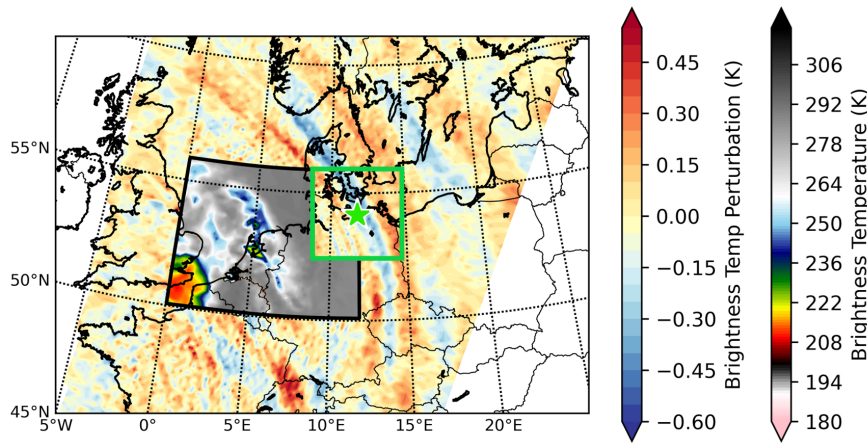 55°N
50°N
45°N
5°W
0°
5°E
10°E
15°E
20°E
0.45
0.30
0.15
0.00
−0.15
−0.30
−0.45
−0.60
Brightness Temp Perturbation (K)
306
292
278
264
250
236
222
208
194
180
Brightness Temperature (K)